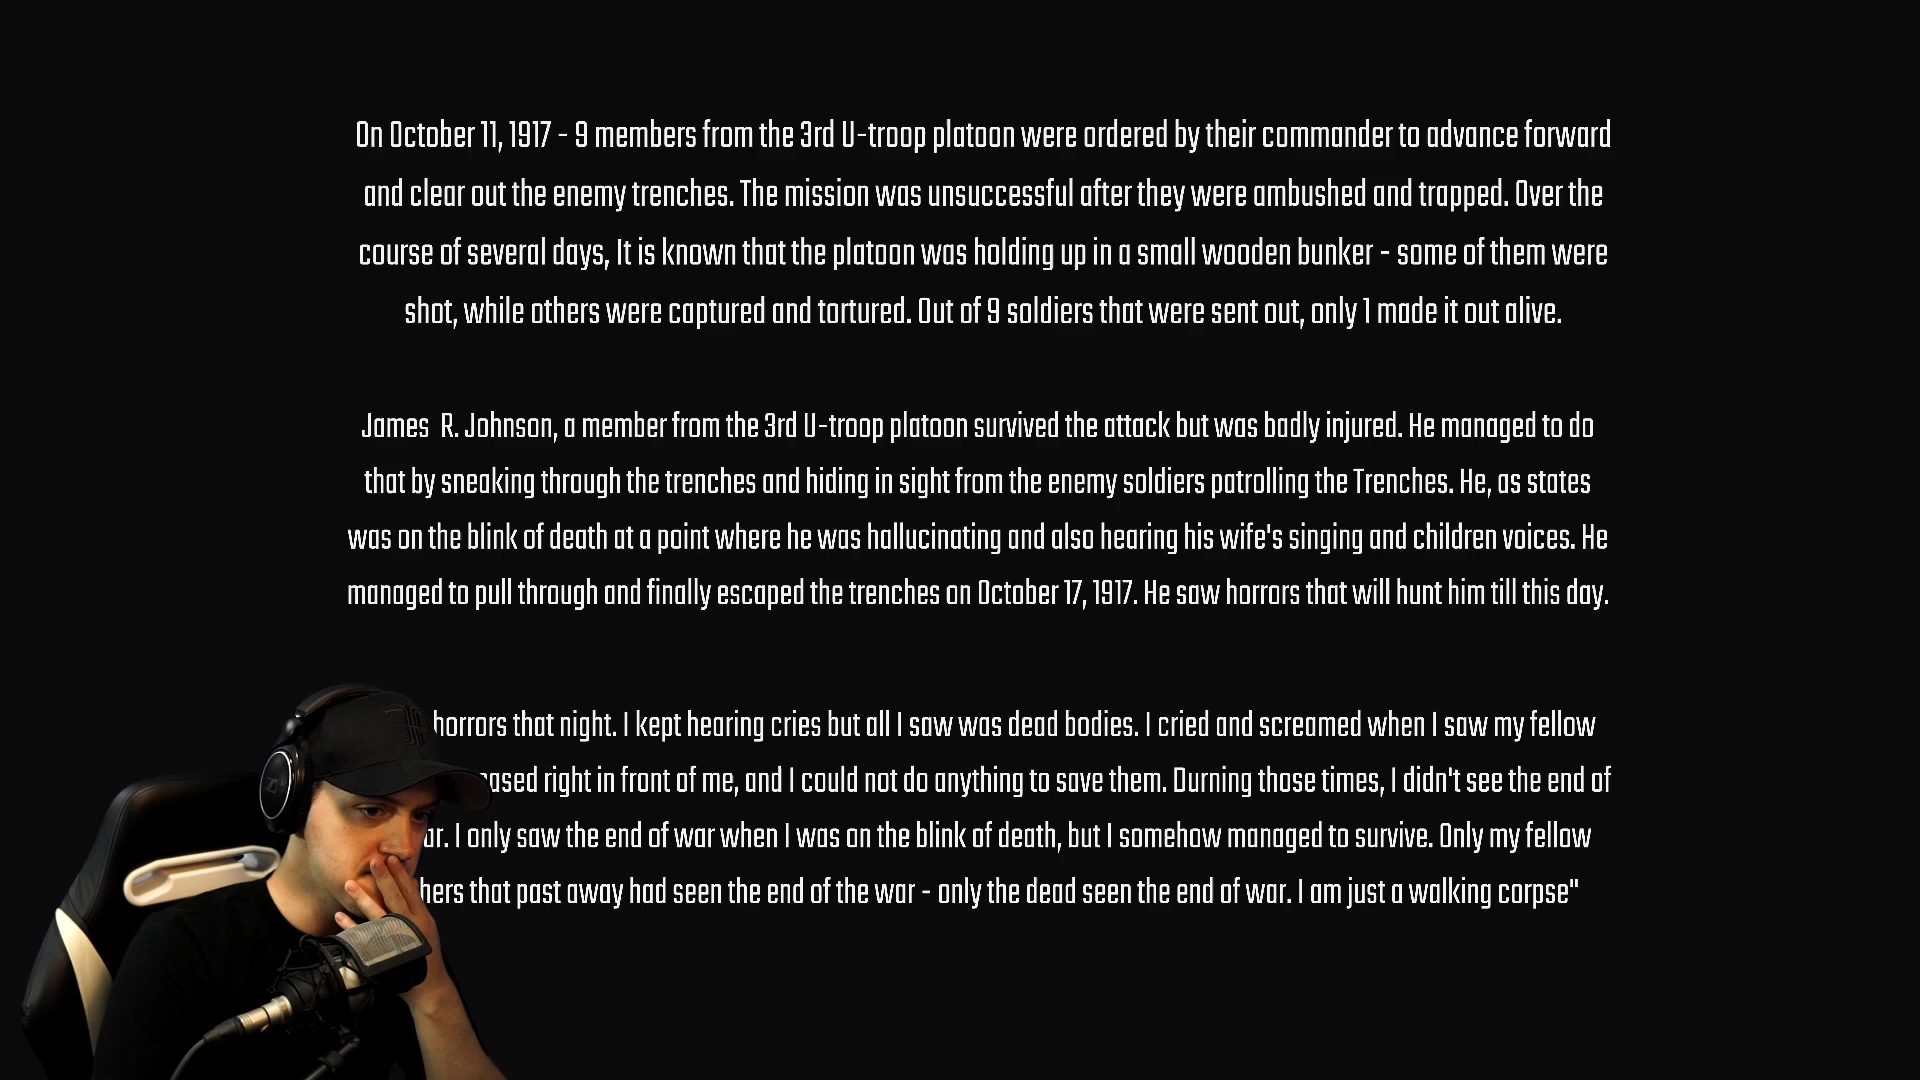 On October 11, 1917 - 9 members from the 3rd U-troop platoon were ordered by their commander to advance forward
and clear out the enemy trenches. The mission was unsuccessful after they were ambushed and trapped. Over the
course of several days, It is known that the platoon was holding up in a small wooden bunker - some of them were
shot, while others were captured and tortured. Out of 9 soldiers that were sent out, only 1 made it out alive.
James R. Johnson, a member from the 3rd U-troop platoon survived the attack but was badly injured. He managed to do
that by sneaking through the trenches and hiding in sight from the enemy soldiers patrolling the Trenches. He, as states
was on the blink of death at a point where he was hallucinating and also hearing his wife's singing and children voices. He
managed to pull through and finally escaped the trenches on October 17, 1917. He saw horrors that will hunt him till this day.
horrors that night. I kept hearing cries but all I saw was dead bodies. I cried and screamed when I saw my fellow
right in front of me, and I could not do anything to save them. Durning those times, I didn't see the end of
I only saw the end of war when I was on the blink of death, but I somehow managed to survive. Only my fellow
that past away had seen the end of the war - only the dead seen the end of war. I am just a walking corpse"